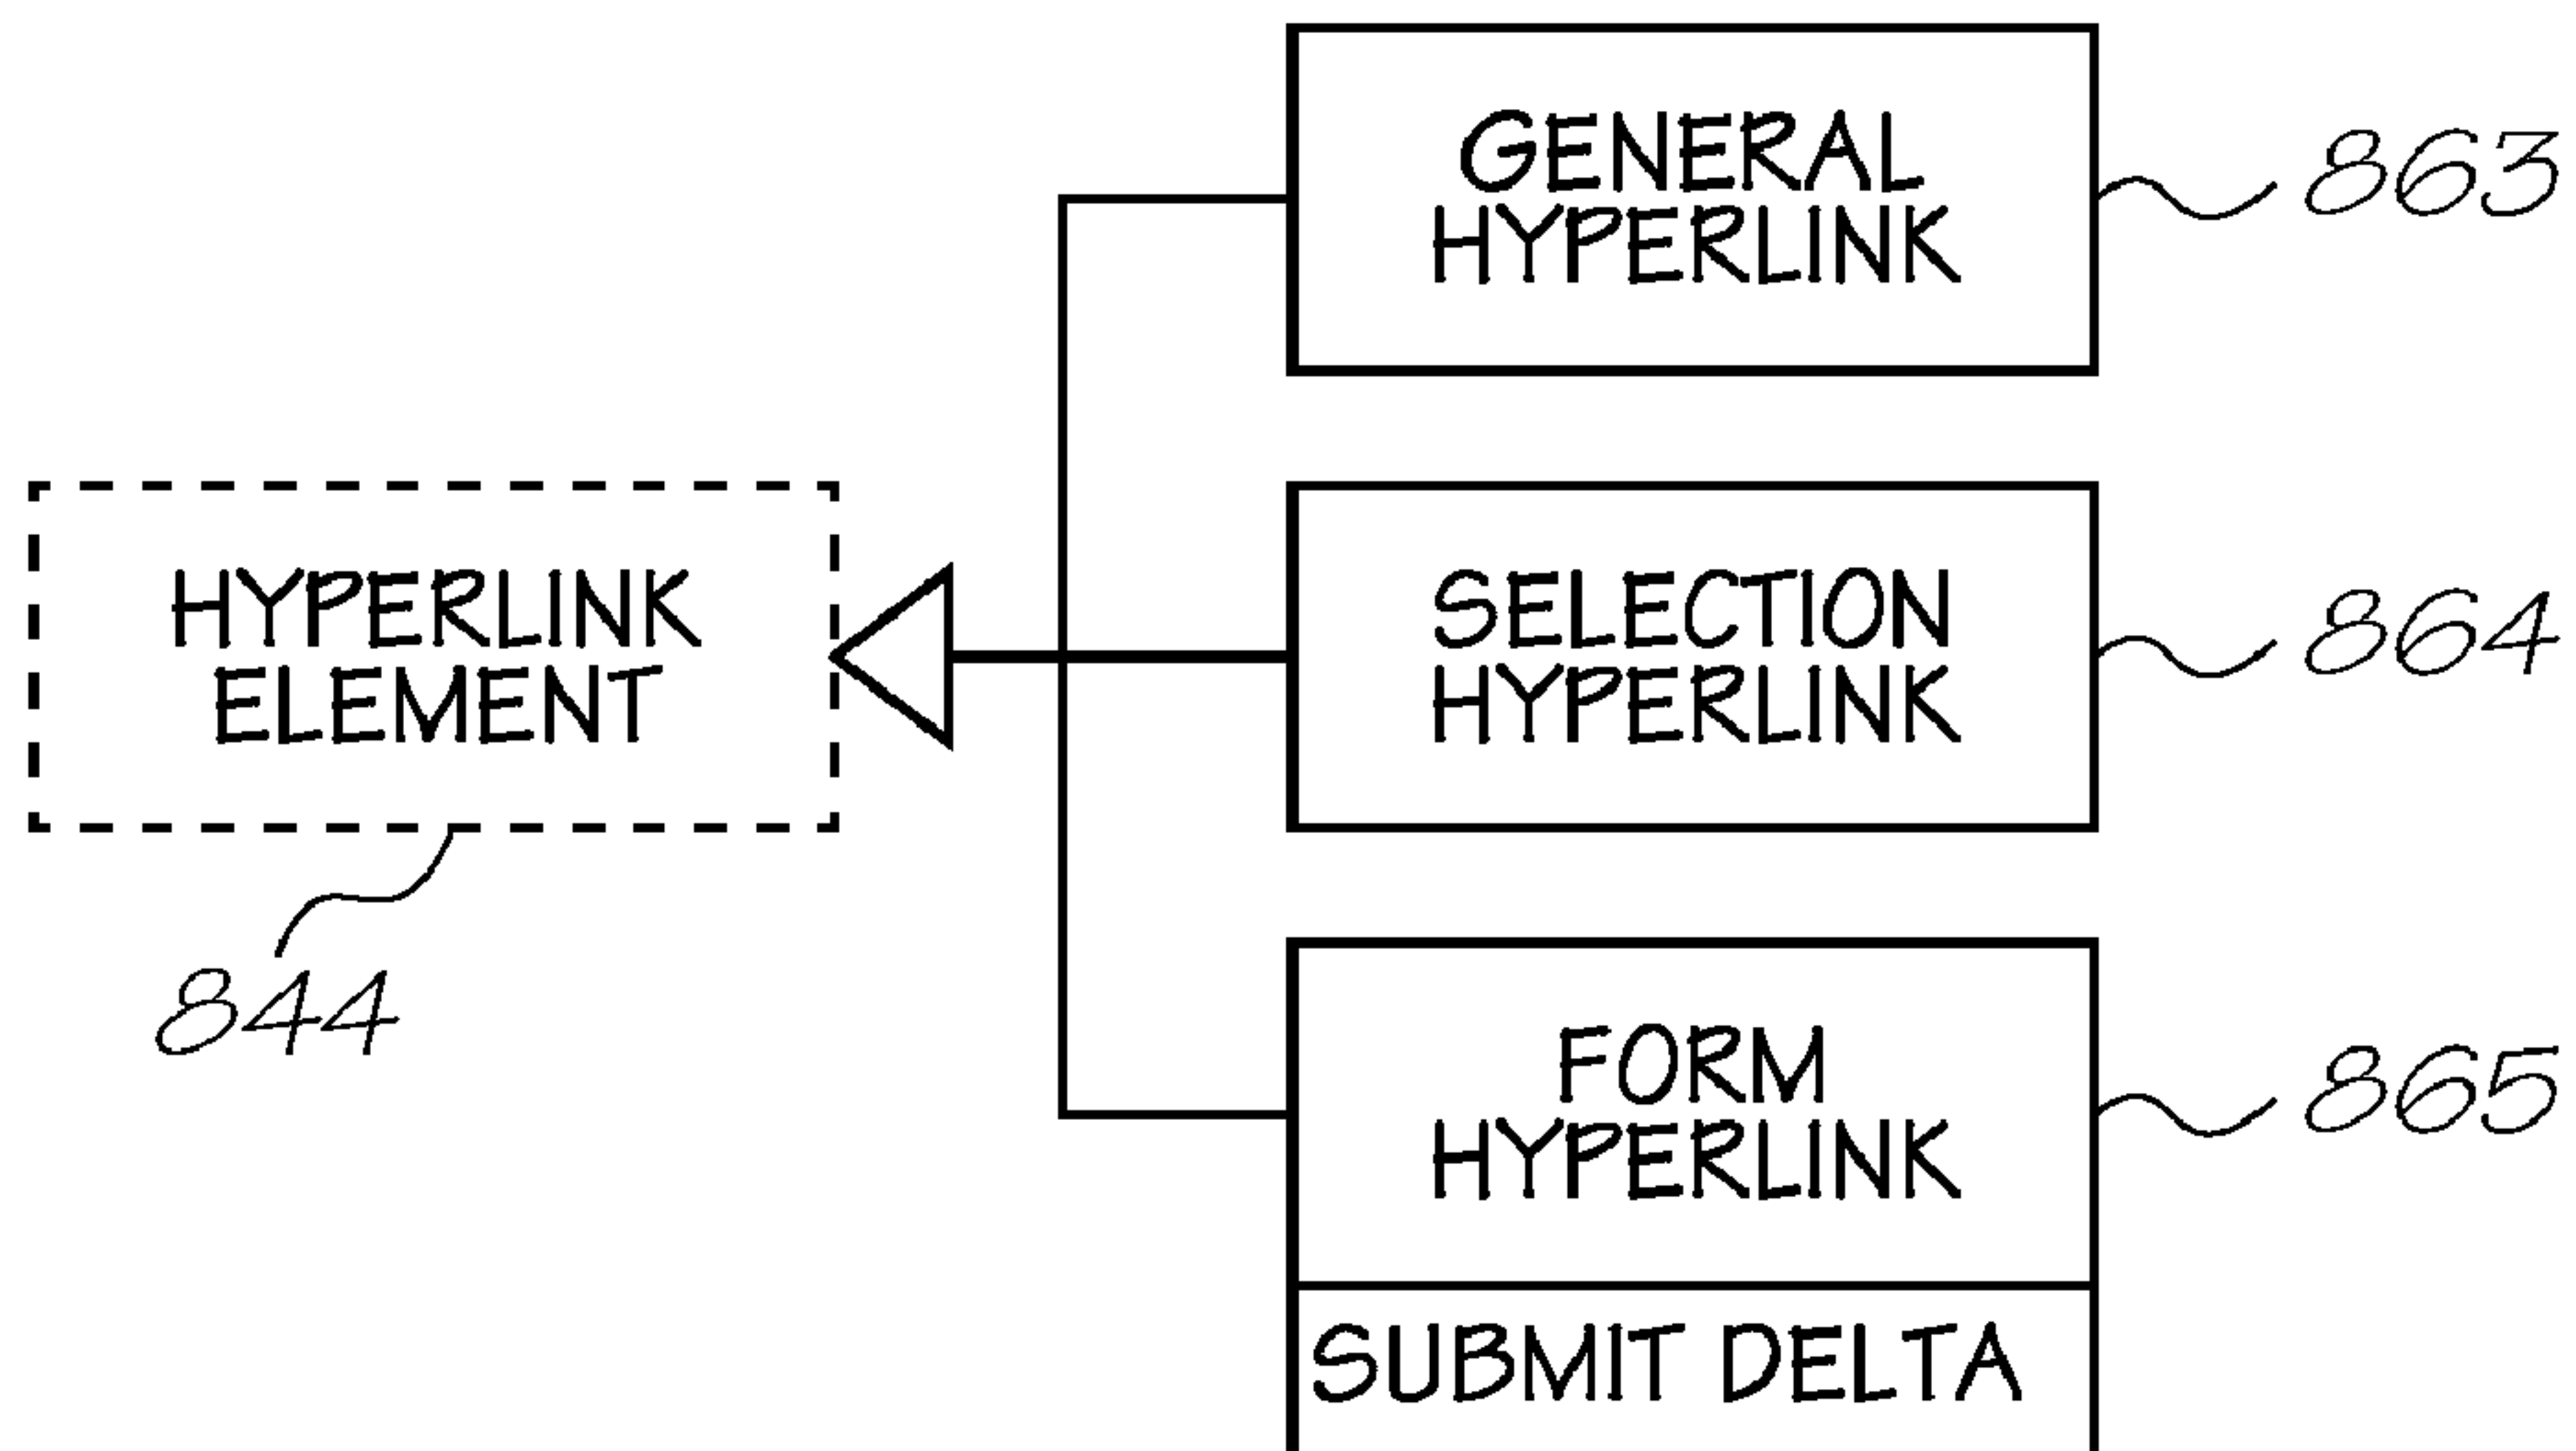 GENERAL
HYPERLINK
863
HYPERLINK
ELEMENT
844
SELECTION
HYPERLINK
864
FORM
HYPERLINK
865
SUBMIT DELTA